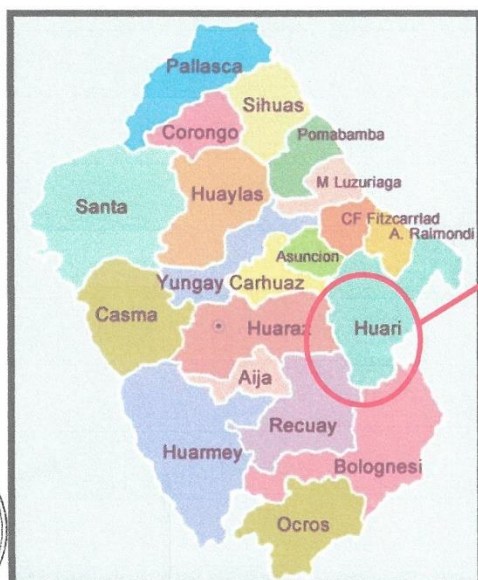 Pallasca
Sihuas
Corongo
Pomabamba
M Luzuriaga
Santa
Huaylas
CF Fitzcarrlad
A. Raimondi
Asuncion
Yungay
Carhuaz
Casma
Huaraz
Huari
Aija
Recuay
Huarmey
Bolognesi
Ocros